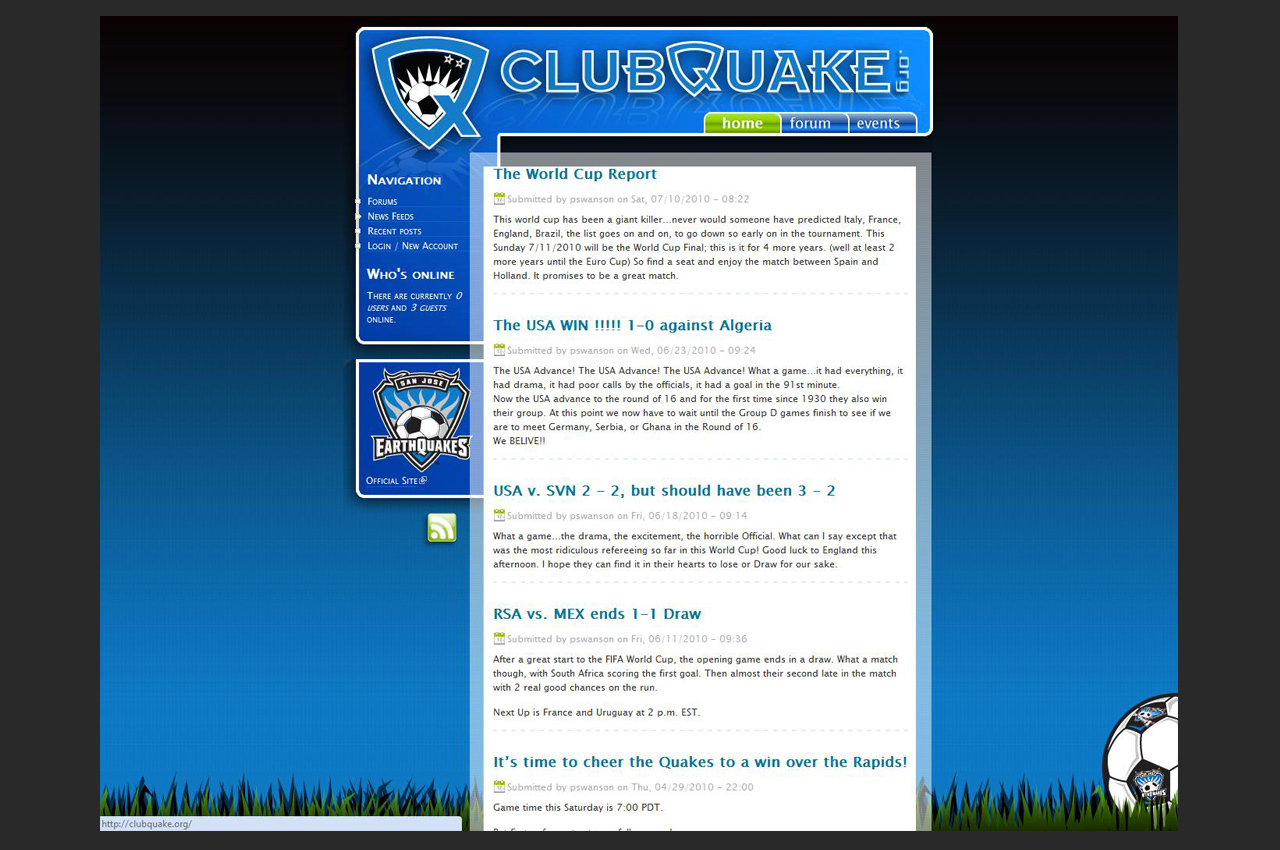 CLUBQUAKE.org
home forum events
Navigation
Forums
News Feeds
Recent posts
Login / New Account
Who's online
There are currently 0
users and 3 guests
online.
SAN JOSE
EARTHQUAKES
Official Site
The World Cup Report
Submitted by pswanson on Sat, 07/10/2010 - 08:22
This world cup has been a giant killer...never would someone have predicted Italy, France,
England, Brazil, the list goes on and on, to go down so early on in the tournament. This
Sunday 7/11/2010 will be the World Cup Final; this is it for 4 more years. (well at least 2
more years until the Euro Cup) So find a seat and enjoy the match between Spain and
Holland. It promises to be a great match.
The USA WIN !!!!! 1-0 against Algeria
Submitted by pswanson on Wed, 06/23/2010 - 09:24
The USA Advance! The USA Advance! The USA Advance! What a game...it had everything, it
had drama, it had poor calls by the officials, it had a goal in the 91st minute.
Now the USA advance to the round of 16 and for the first time since 1930 they also win
their group. At this point we now have to wait until the Group D games finish to see if we
are to meet Germany, Serbia, or Ghana in the Round of 16.
We BELIVE!!
USA v. SVN 2 - 2, but should have been 3 - 2
Submitted by pswanson on Fri, 06/18/2010 - 09:14
What a game...the drama, the excitement, the horrible Official. What can I say except that
was the most ridiculous refereeing so far in this World Cup! Good luck to England this
afternoon. I hope they can find it in their hearts to lose or Draw for our sake.
RSA vs. MEX ends 1-1 Draw
Submitted by pswanson on Fri, 06/11/2010 - 09:36
After a great start to the FIFA World Cup, the opening game ends in a draw. What a match
though, with South Africa scoring the first goal. Then almost their second late in the match
with 2 real good chances on the run.
Next Up is France and Uruguay at 2 p.m. EST.
It's time to cheer the Quakes to a win over the Rapids!
Submitted by pswanson on Thu, 04/29/2010 - 22:00
Game time this Saturday is 7:00 PDT.
http://clubquake.org/